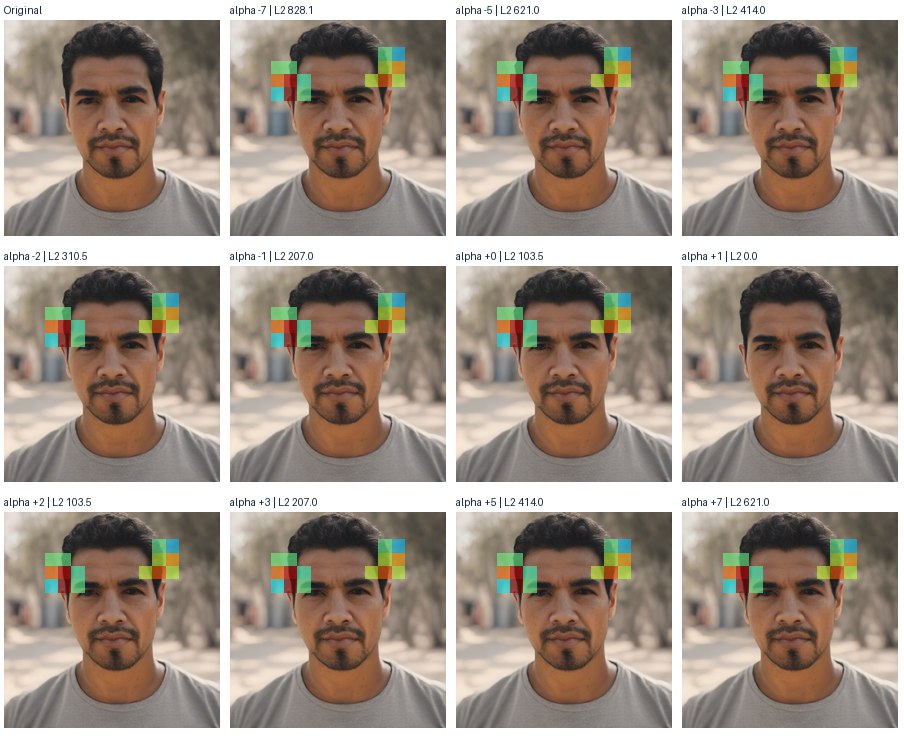 Original
alpha -7 | L2 828.1
alpha -5 | L2 621.0
alpha -3 | L2 414.0
alpha -2 | L2 310.5
alpha -1 | L2 207.0
alpha +0 | L2 103.5
alpha +1 | L2 0.0
alpha +2 | L2 103.5
alpha +3 | L2 207.0
alpha +5 | L2 414.0
alpha +7 | L2 621.0